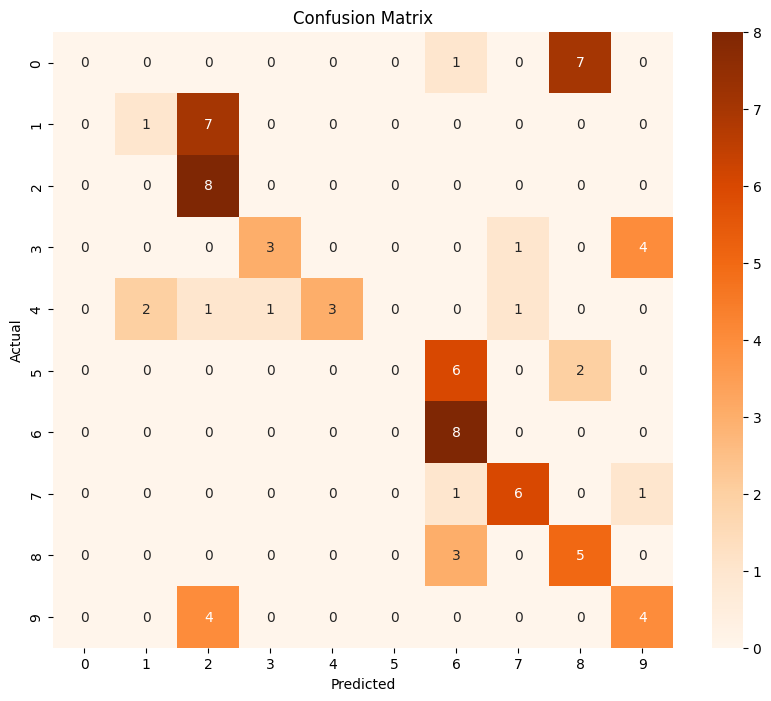 Confusion Matrix
0 0 0 0 0 0 0 1 0 7 0
1 0 1 7 0 0 0 0 0 0 0
2 0 0 8 0 0 0 0 0 0 0
3 0 0 0 3 0 0 0 1 0 4
4 0 2 1 1 3 0 0 1 0 0
5 0 0 0 0 0 0 6 0 2 0
6 0 0 0 0 0 0 8 0 0 0
7 0 0 0 0 0 0 1 6 0 1
8 0 0 0 0 0 0 3 0 5 0
9 0 0 4 0 0 0 0 0 0 4
0 1 2 3 4 5 6 7 8 9
Actual
Predicted
8
7
6
5
4
3
2
1
0